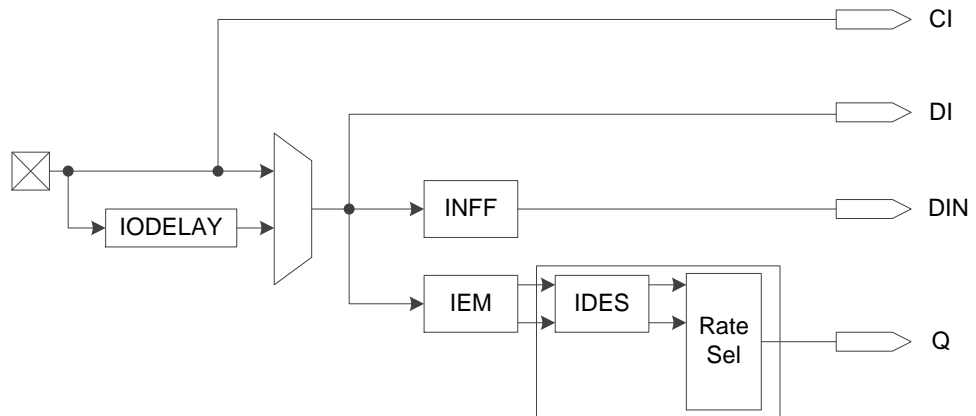 CI
DI
IODELAY
INFF
DIN
IEM
IDES
Rate
Sel
Q